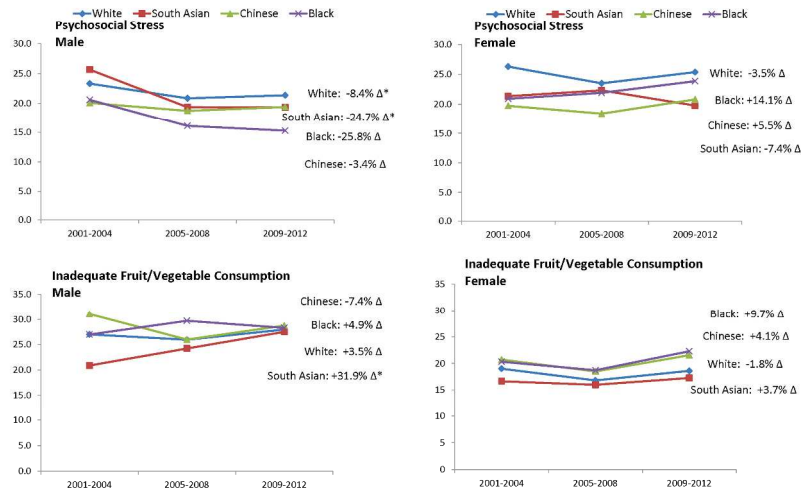 White South Asian Chinese Black
Psychosocial Stress
Male
30.0
25.0
20.0
15.0
10.0
5.0
0.0
2001-2004 2005-2008 2009-2012
White: -8.4% Δ*
South Asian: -24.7% Δ*
Black: -25.8% Δ
Chinese: -3.4% Δ
White South Asian Chinese Black
Psychosocial Stress
Female
30.0
25.0
20.0
15.0
10.0
5.0
0.0
2001-2004 2005-2008 2009-2012
White: -3.5% Δ
Black: +14.1% Δ
Chinese: +5.5% Δ
South Asian: -7.4% Δ
Inadequate Fruit/Vegetable Consumption
Male
35.0
30.0
25.0
20.0
15.0
10.0
5.0
0.0
2001-2004 2005-2008 2009-2012
Chinese: -7.4% Δ
Black: +4.9% Δ
White: +3.5% Δ
South Asian: +31.9% Δ*
Inadequate Fruit/Vegetable Consumption
Female
35
30
25
20
15
10
5
0
2001-2004 2005-2008 2009-2012
Black: +9.7% Δ
Chinese: +4.1% Δ
White: -1.8% Δ
South Asian: +3.7% Δ